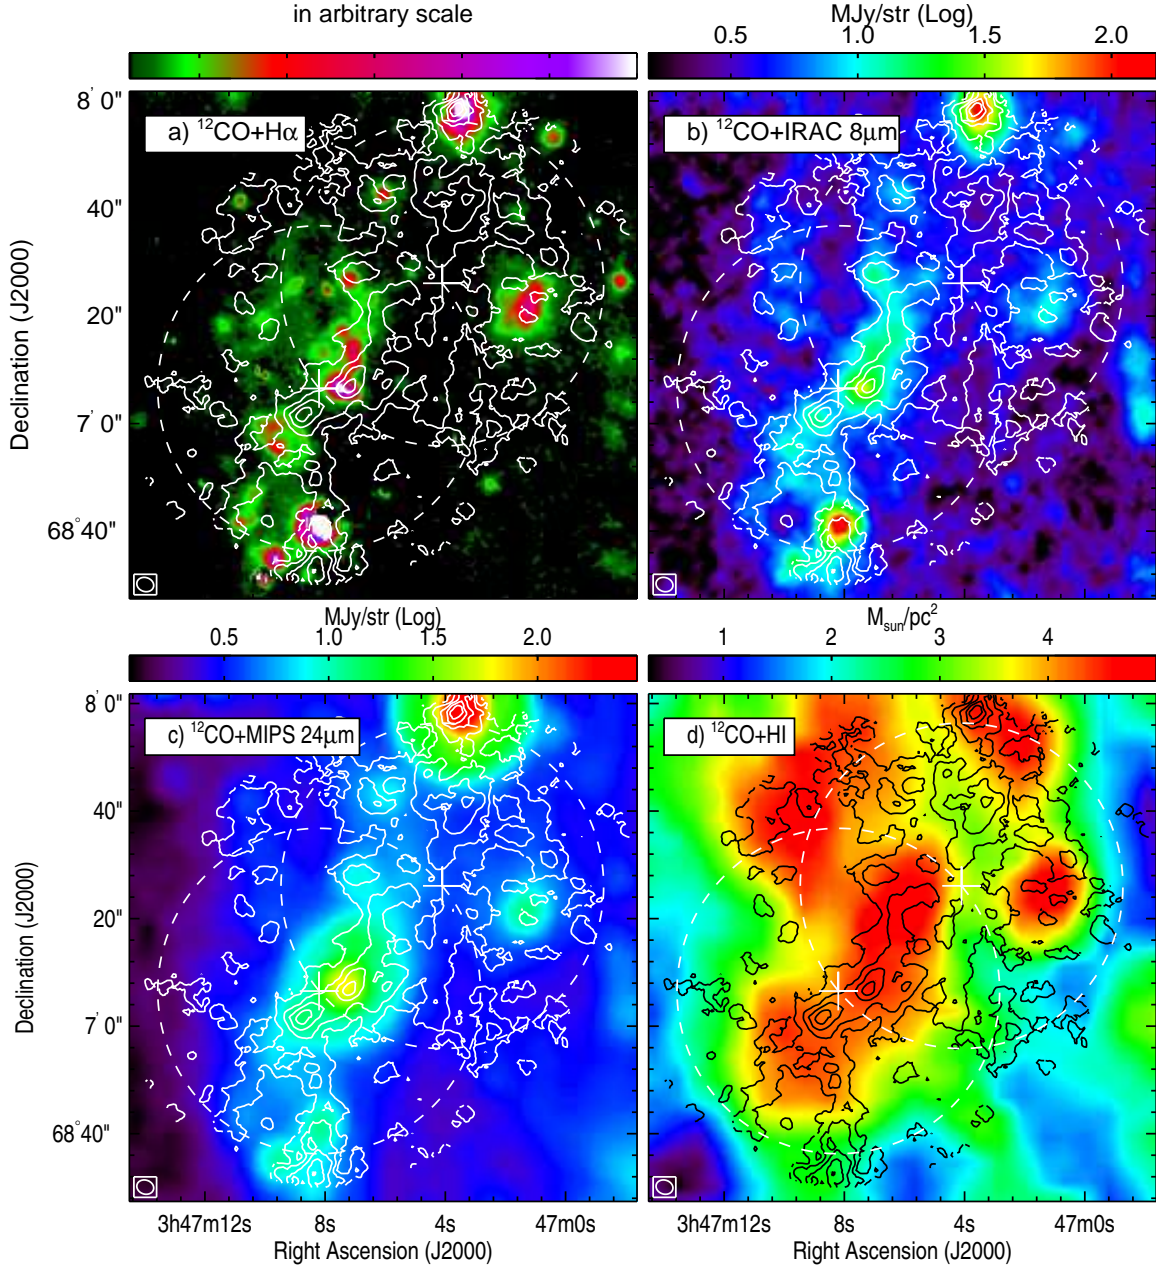 in arbitrary scale
MJy/str (Log)
0.5 1.0 1.5 2.0
8' 0"
a) ¹²CO+Hα
b) ¹²CO+IRAC 8μm
40"
20"
7' 0"
68° 40"
Declination (J2000)
MJy/str (Log)
0.5 1.0 1.5 2.0
M_sun/pc²
1 2 3 4
8' 0"
c) ¹²CO+MIPS 24μm
d) ¹²CO+HI
40"
20"
7' 0"
68° 40"
Declination (J2000)
3h47m12s 8s 4s 47m0s
3h47m12s 8s 4s 47m0s
Right Ascension (J2000)
Right Ascension (J2000)